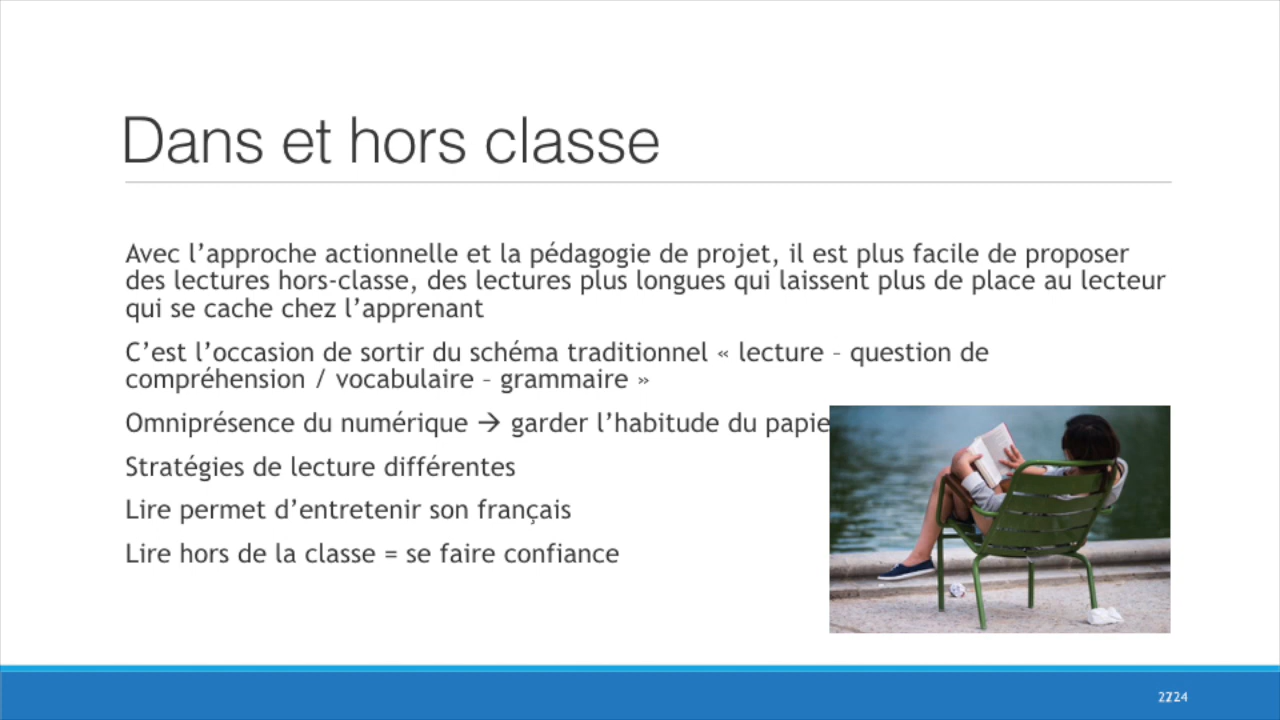 Dans et hors classe
Avec l’approche actionnelle et la pédagogie de projet, il est plus facile de proposer
des lectures hors-classe, des lectures plus longues qui laissent plus de place au lecteur
qui se cache chez l’apprenant
C’est l’occasion de sortir du schéma traditionnel « lecture – question de
compréhension / vocabulaire – grammaire »
Omniprésence du numérique → garder l’habitude du papie
Stratégies de lecture différentes
Lire permet d’entretenir son français
Lire hors de la classe = se faire confiance